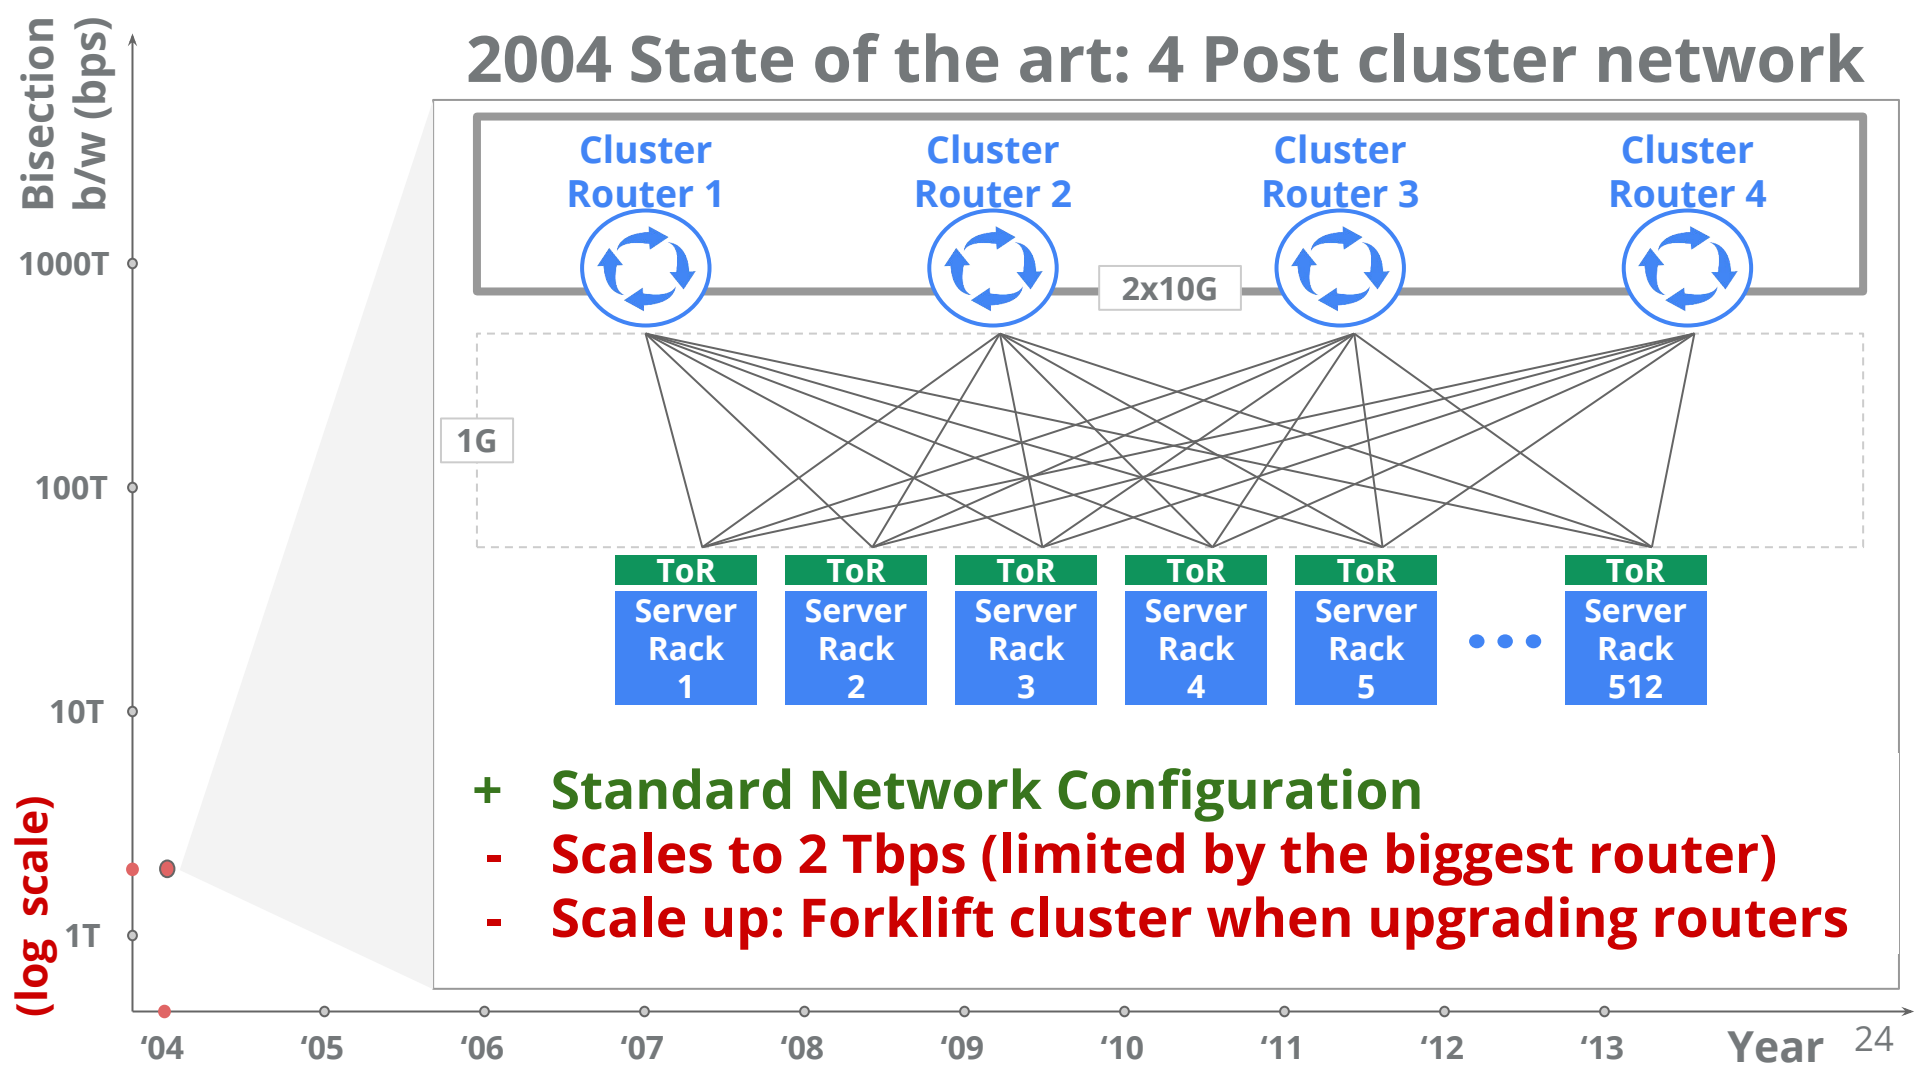 2004 State of the art: 4 Post cluster network
Bisection
b/w (bps)
1000T
100T
10T
1T
(log scale)
Cluster
Router 1
Cluster
Router 2
Cluster
Router 3
Cluster
Router 4
2x10G
1G
ToR
Server
Rack
1
ToR
Server
Rack
2
ToR
Server
Rack
3
ToR
Server
Rack
4
ToR
Server
Rack
5
ToR
Server
Rack
512
+ Standard Network Configuration
- Scales to 2 Tbps (limited by the biggest router)
- Scale up: Forklift cluster when upgrading routers
‘04 ‘05 ‘06 ‘07 ‘08 ‘09 ‘10 ‘11 ‘12 ‘13 Year
24